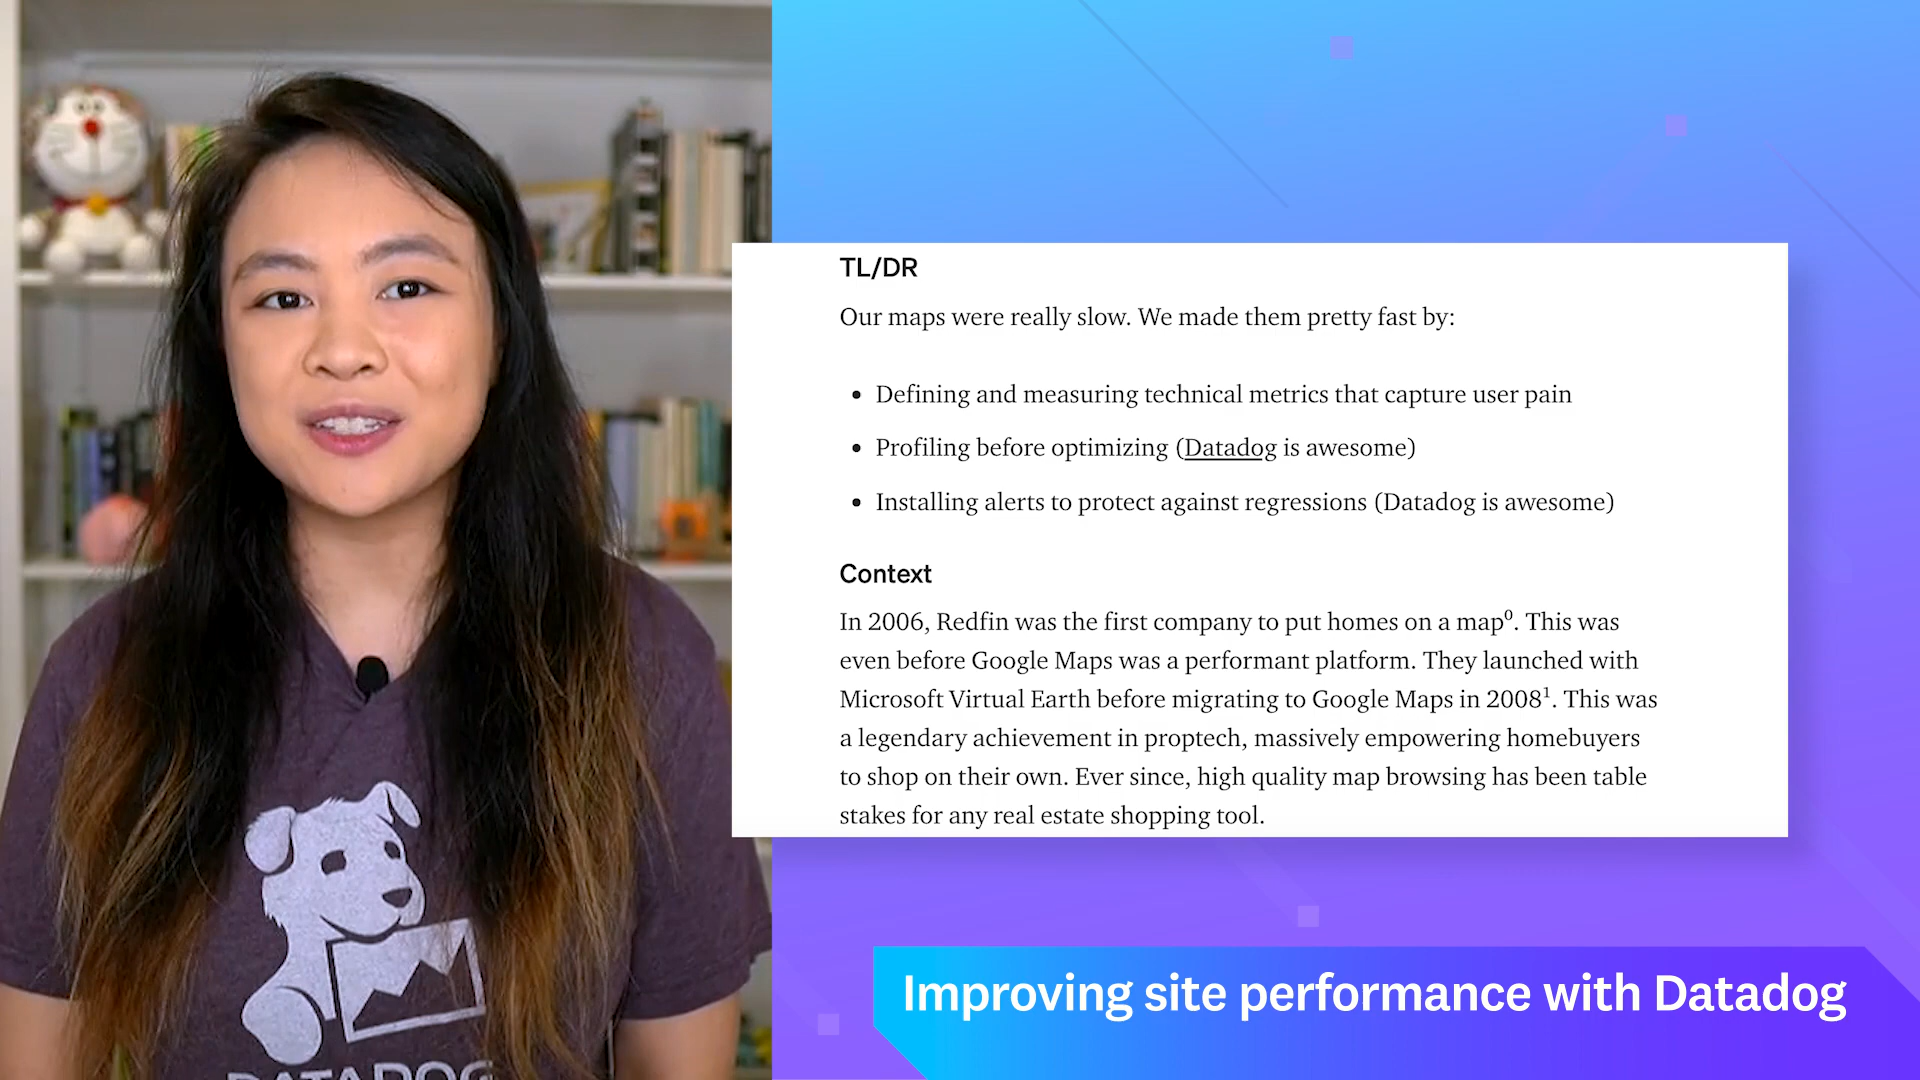 TL/DR
Our maps were really slow. We made them pretty fast by:
• Defining and measuring technical metrics that capture user pain
• Profiling before optimizing (Datadog is awesome)
• Installing alerts to protect against regressions (Datadog is awesome)
Context
In 2006, Redfin was the first company to put homes on a map⁰. This was
even before Google Maps was a performant platform. They launched with
Microsoft Virtual Earth before migrating to Google Maps in 2008¹. This was
a legendary achievement in proptech, massively empowering homebuyers
to shop on their own. Ever since, high quality map browsing has been table
stakes for any real estate shopping tool.
DATADOG
Improving site performance with Datadog